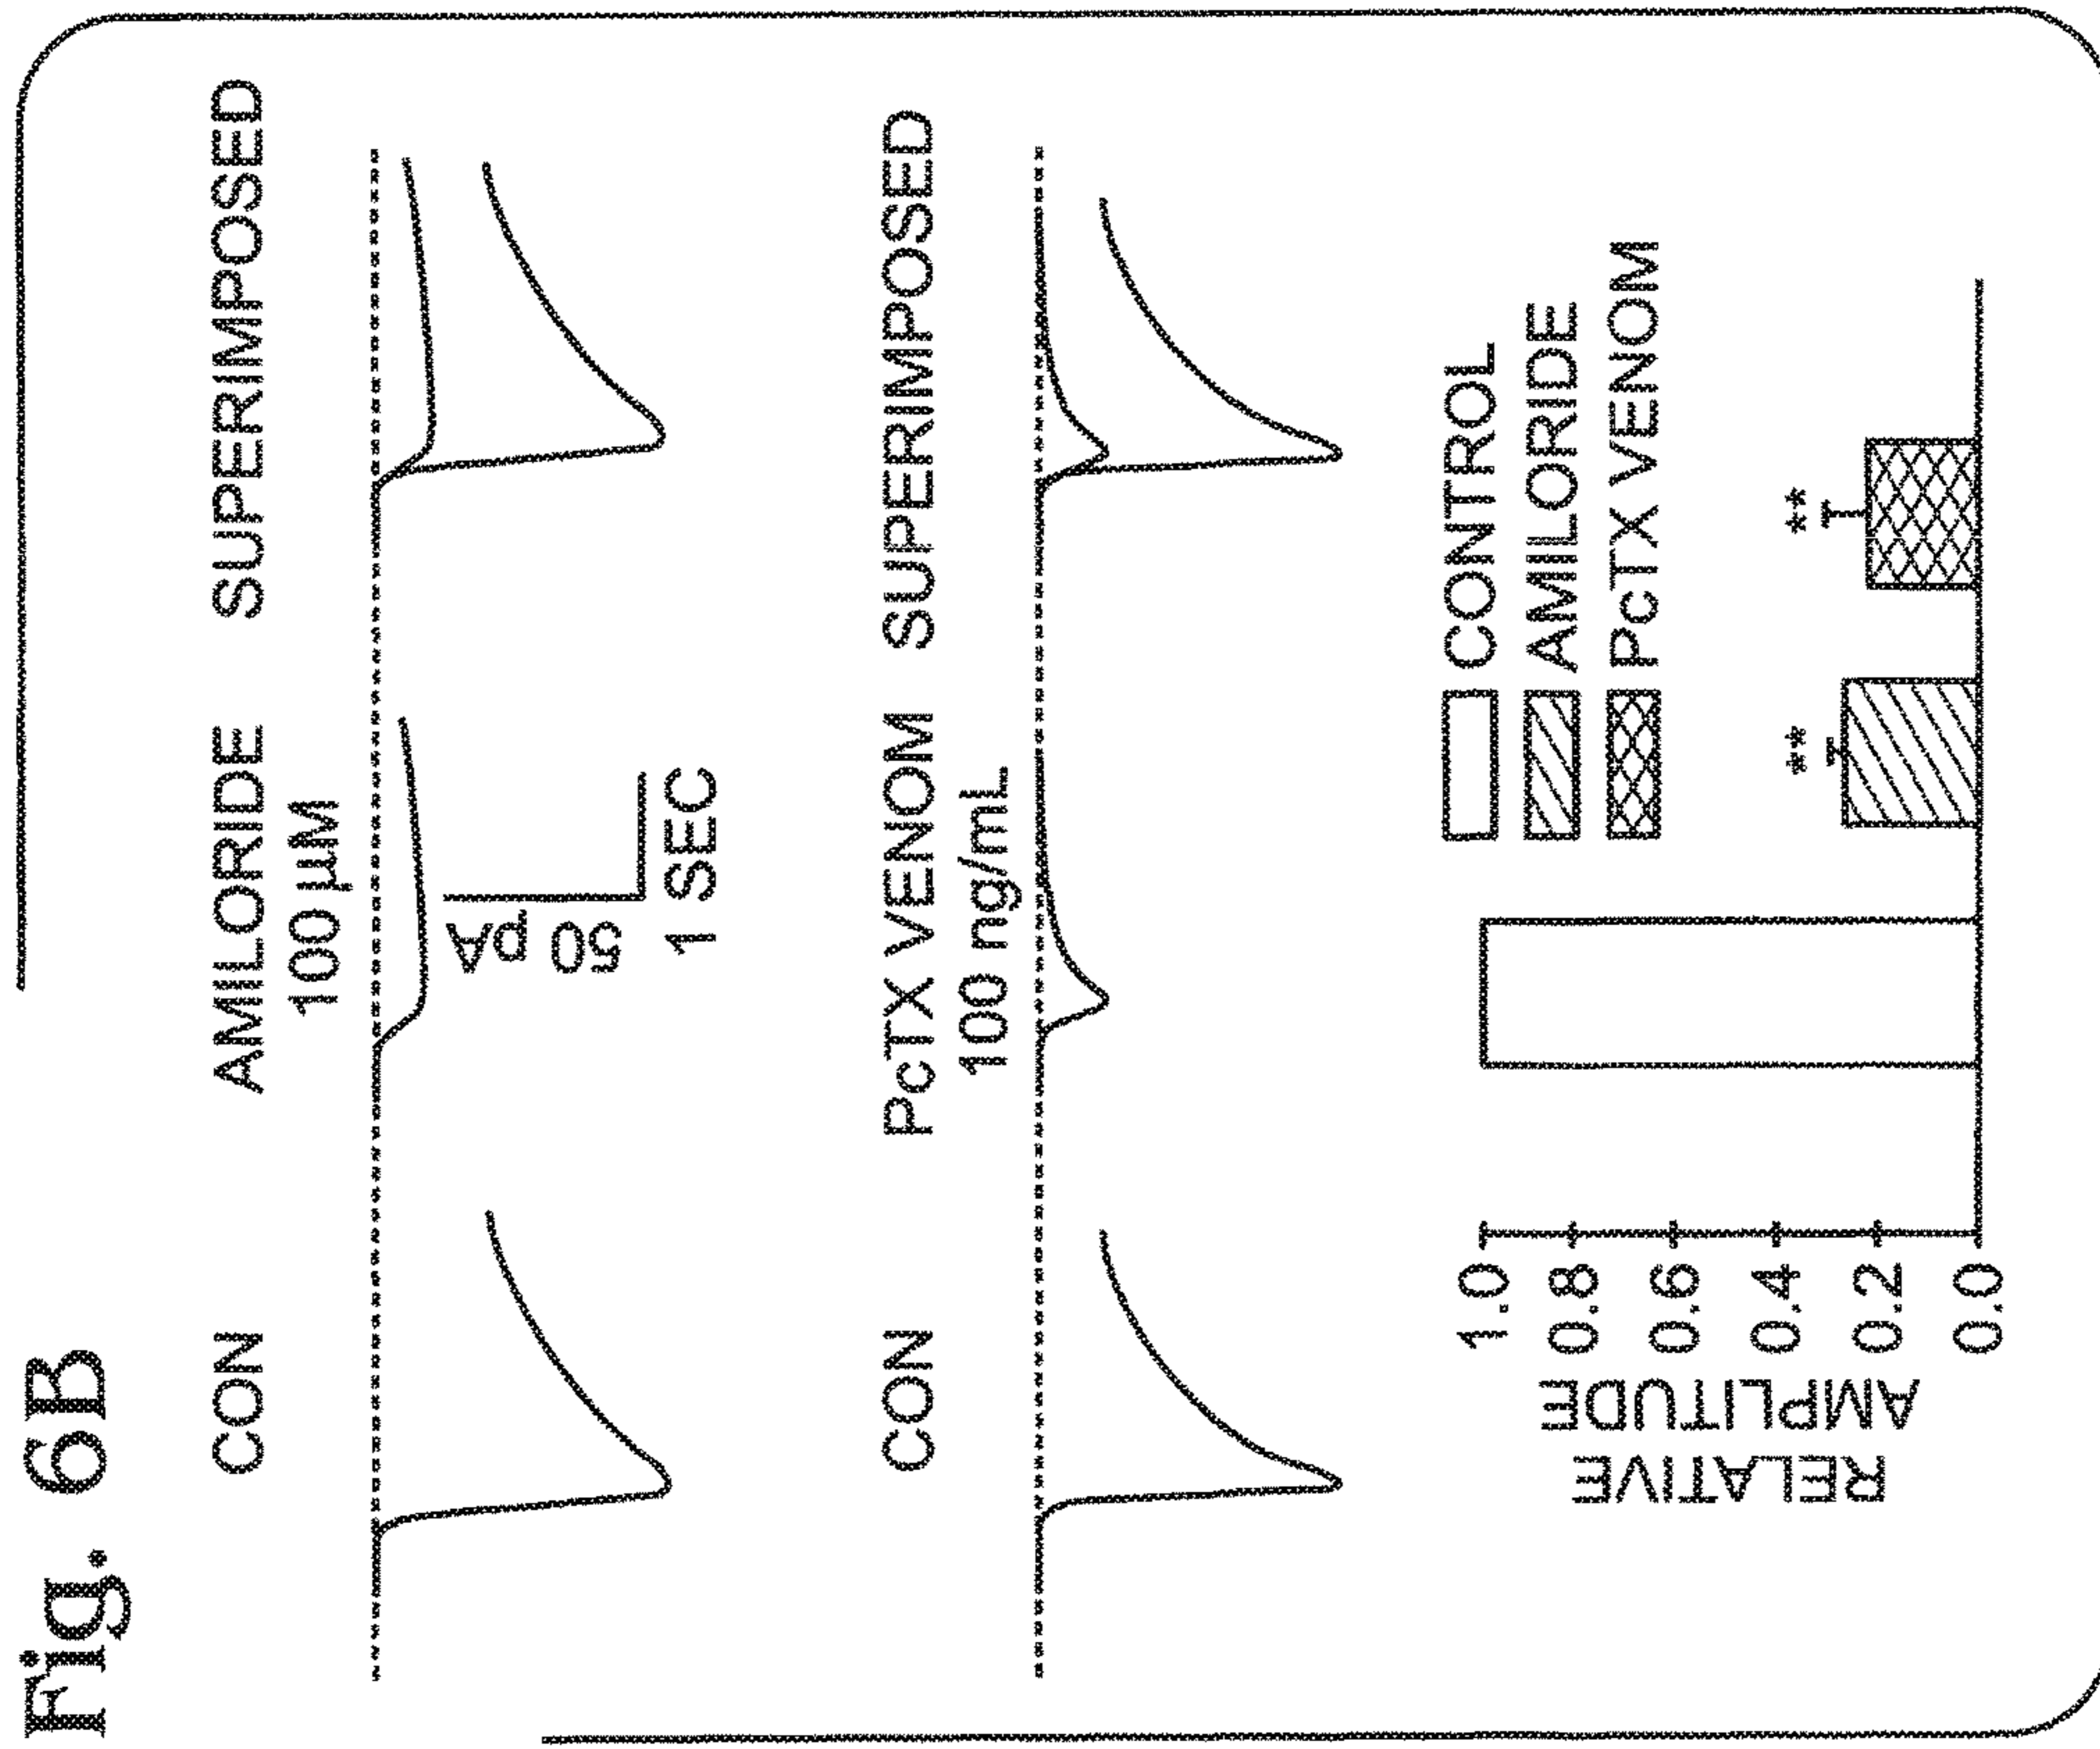 Fig. 6B
CON AMILORIDE SUPERIMPOSED
100 µM
50 pA
1 SEC
CON PcTX VENOM SUPERIMPOSED
100 ng/mL
CONTROL
AMILORIDE
PcTX VENOM
RELATIVE
AMPLITUDE
1.0
0.8
0.6
0.4
0.2
0.0
**
**